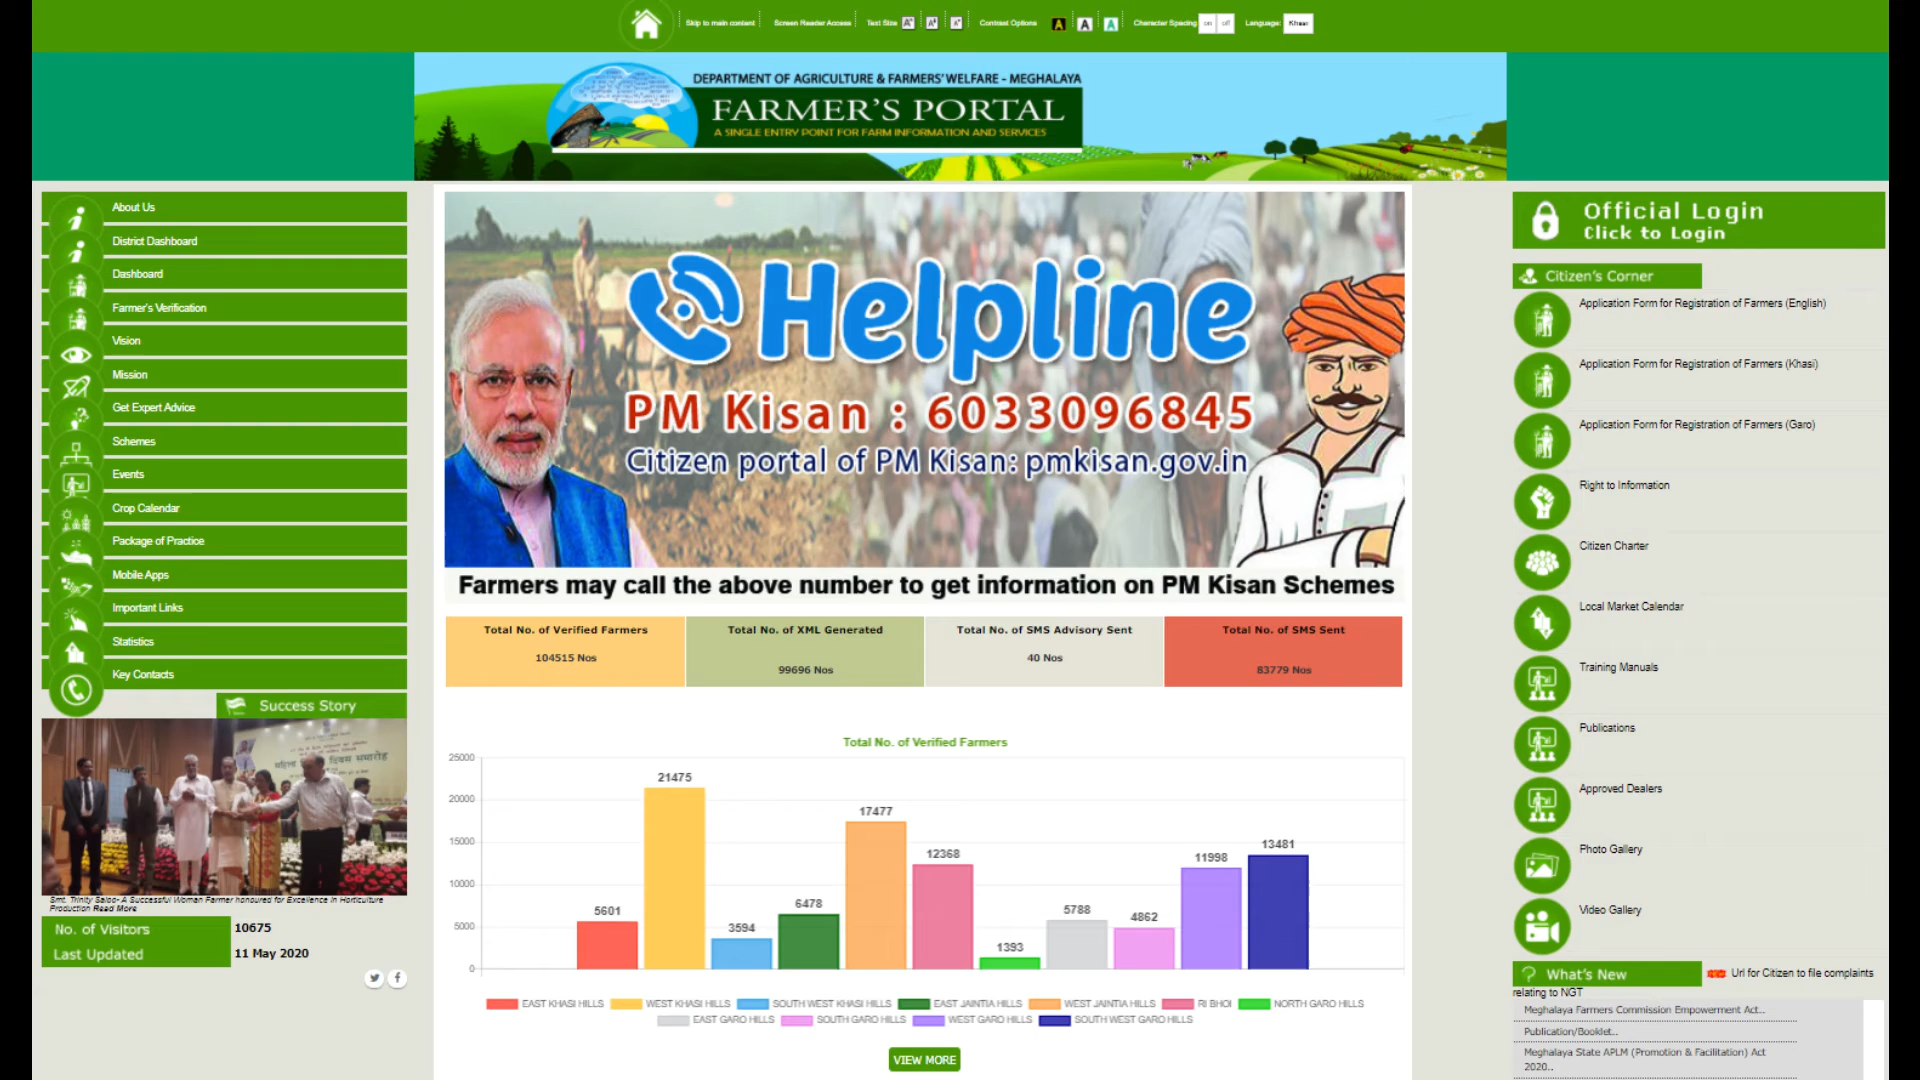 Skip to main content
Screen Reader Access
Text Size A+ A A-
Contrast Options A A A
Character Spacing on off
Language: Khasi
DEPARTMENT OF AGRICULTURE & FARMERS' WELFARE - MEGHALAYA
FARMER'S PORTAL
A SINGLE ENTRY POINT FOR FARM INFORMATION AND SERVICES
About Us
District Dashboard
Dashboard
Farmer's Verification
Vision
Mission
Get Expert Advice
Schemes
Events
Crop Calendar
Package of Practice
Mobile Apps
Important Links
Statistics
Key Contacts
Success Story
Smt. Trinity Saioo- A Successful Woman Farmer honoured for Excellence in Horticulture
Production Read More
No. of Visitors 10675
Last Updated 11 May 2020
Helpline
PM Kisan : 6033096845
Citizen portal of PM Kisan: pmkisan.gov.in
Farmers may call the above number to get information on PM Kisan Schemes
Total No. of Verified Farmers
104515 Nos
Total No. of XML Generated
99696 Nos
Total No. of SMS Advisory Sent
40 Nos
Total No. of SMS Sent
83779 Nos
Total No. of Verified Farmers
25000
20000
15000
10000
5000
0
5601
21475
3594
6478
17477
12368
1393
5788
4862
11998
13481
EAST KHASI HILLS WEST KHASI HILLS SOUTH WEST KHASI HILLS EAST JAINTIA HILLS WEST JAINTIA HILLS RI BHOI NORTH GARO HILLS
EAST GARO HILLS SOUTH GARO HILLS WEST GARO HILLS SOUTH WEST GARO HILLS
VIEW MORE
Official Login
Click to Login
Citizen's Corner
Application Form for Registration of Farmers (English)
Application Form for Registration of Farmers (Khasi)
Application Form for Registration of Farmers (Garo)
Right to Information
Citizen Charter
Local Market Calendar
Training Manuals
Publications
Approved Dealers
Photo Gallery
Video Gallery
What's New
Url for Citizen to file complaints
relating to NGT
Meghalaya Farmers Commission Empowerment Act..
Publication/Booklet..
Meghalaya State APLM (Promotion & Facilitation) Act
2020..